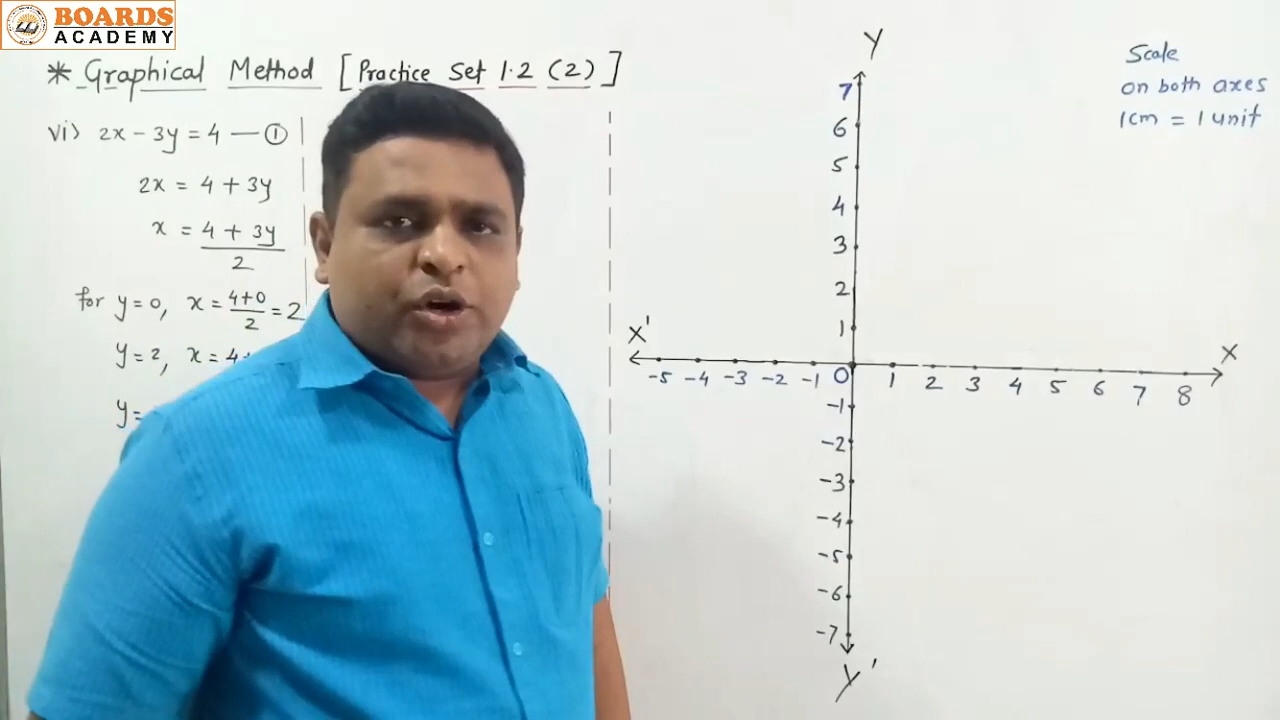 BOARDS
ACADEMY
* Graphical Method [Practice Set 1.2 (2)]
vi) 2x - 3y = 4 — ①
2x = 4 + 3y
x = 4 + 3y
2
for y = 0, x = 4+0 = 2
2
y = 2, x = 4
y =
Scale
on both axes
1cm = 1 unit
Y
7
6
5
4
3
2
1
X'
X
-5 -4 -3 -2 -1 0 1 2 3 4 5 6 7 8
-1
-2
-3
-4
-5
-6
-7
Y'